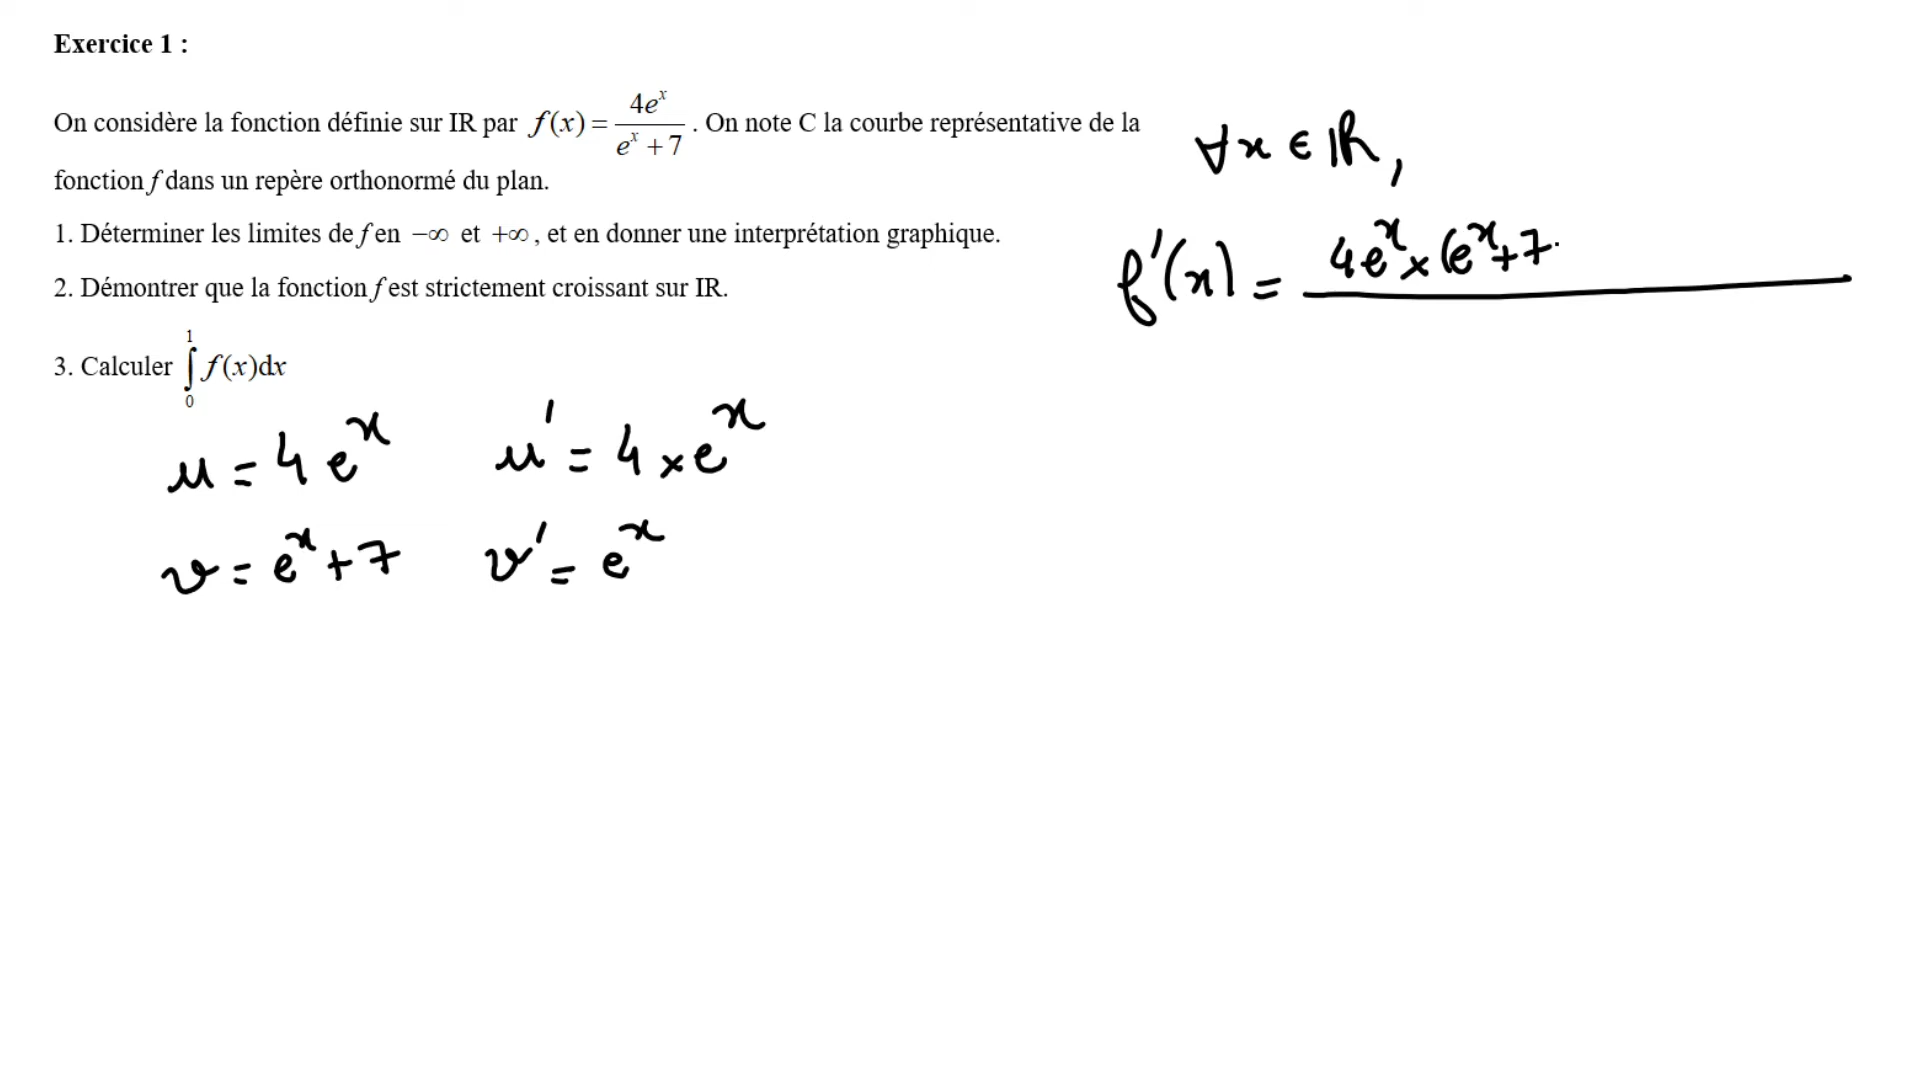 Exercice 1 :
On considère la fonction définie sur IR par f(x) = 4e^x / (e^x + 7) . On note C la courbe représentative de la
fonction f dans un repère orthonormé du plan.
1. Déterminer les limites de f en −∞ et +∞, et en donner une interprétation graphique.
2. Démontrer que la fonction f est strictement croissant sur IR.
3. Calculer ∫₀¹ f(x)dx
u = 4 e^x u' = 4 × e^x
v = e^x + 7 v' = e^x
∀x ∈ ℝ,
f'(x) = 4e^x × (e^x + 7